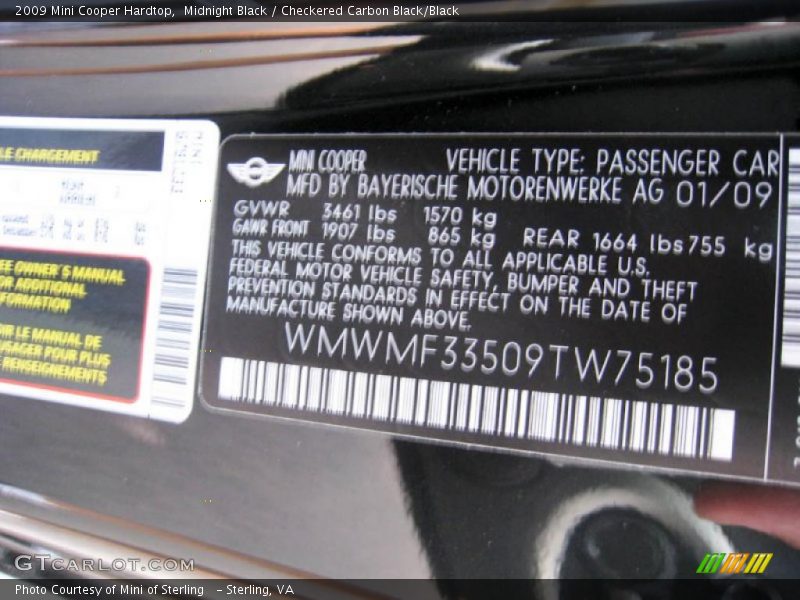 2009 Mini Cooper Hardtop, Midnight Black / Checkered Carbon Black/Black
LE CHARGEMENT
EE OWNER'S MANUAL
OR ADDITIONAL
FORMATION
IR LE MANUAL DE
USAGER POUR PLUS
RENSEIGNEMENTS
MINI COOPER VEHICLE TYPE: PASSENGER CAR
MFD BY BAYERISCHE MOTORENWERKE AG 01/09
GVWR 3461 lbs 1570 kg
GAWR FRONT 1907 lbs 865 kg REAR 1664 lbs 755 kg
THIS VEHICLE CONFORMS TO ALL APPLICABLE U.S.
FEDERAL MOTOR VEHICLE SAFETY, BUMPER AND THEFT
PREVENTION STANDARDS IN EFFECT ON THE DATE OF
MANUFACTURE SHOWN ABOVE.
WMWMF33509TW75185
GTCARLOT.COM
Photo Courtesy of Mini of Sterling - Sterling, VA